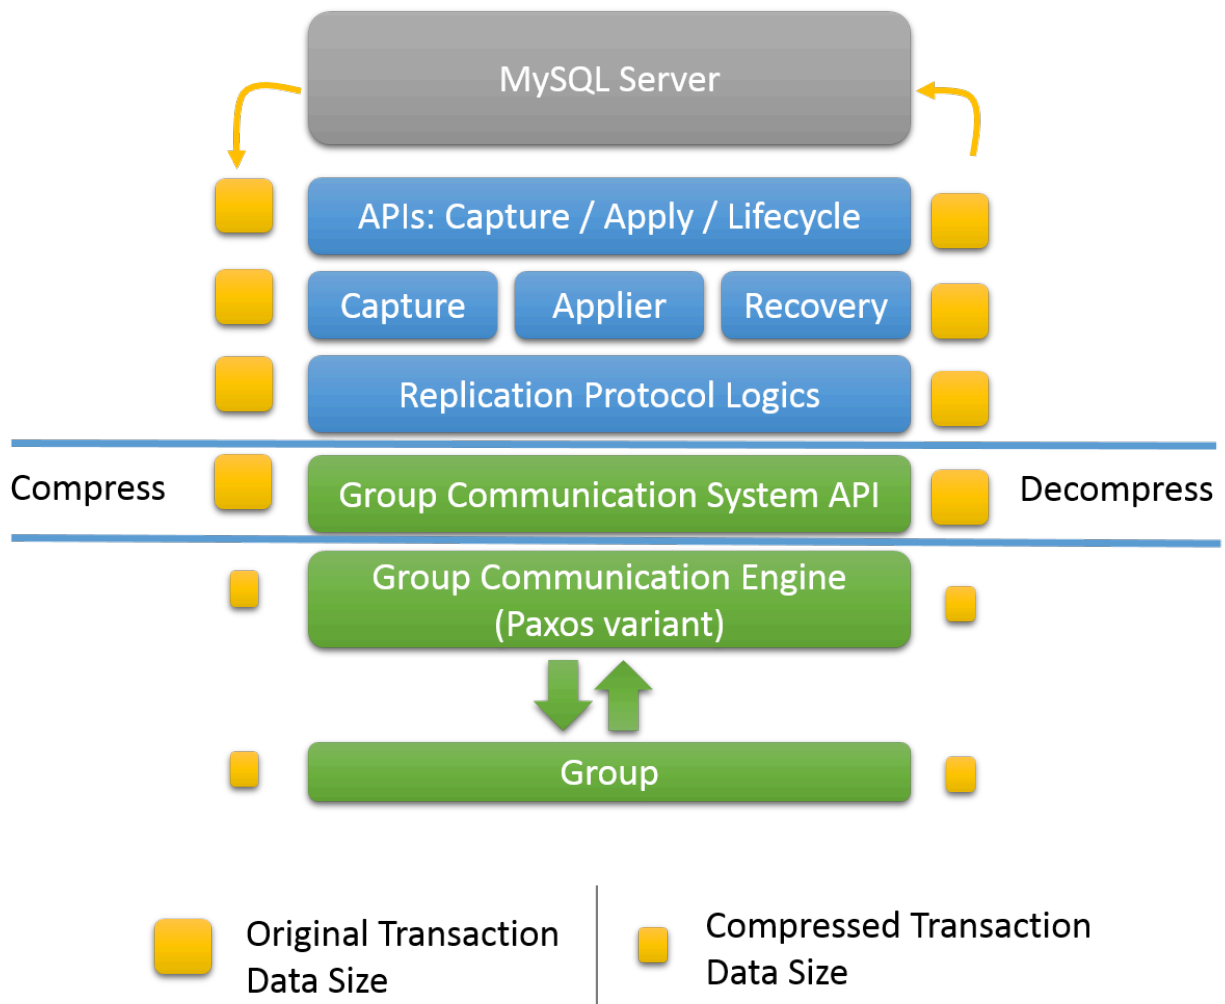 MySQL Server
APIs: Capture / Apply / Lifecycle
Capture
Applier
Recovery
Replication Protocol Logics
Compress
Group Communication System API
Decompress
Group Communication Engine
(Paxos variant)
Group
Original Transaction
Data Size
Compressed Transaction
Data Size